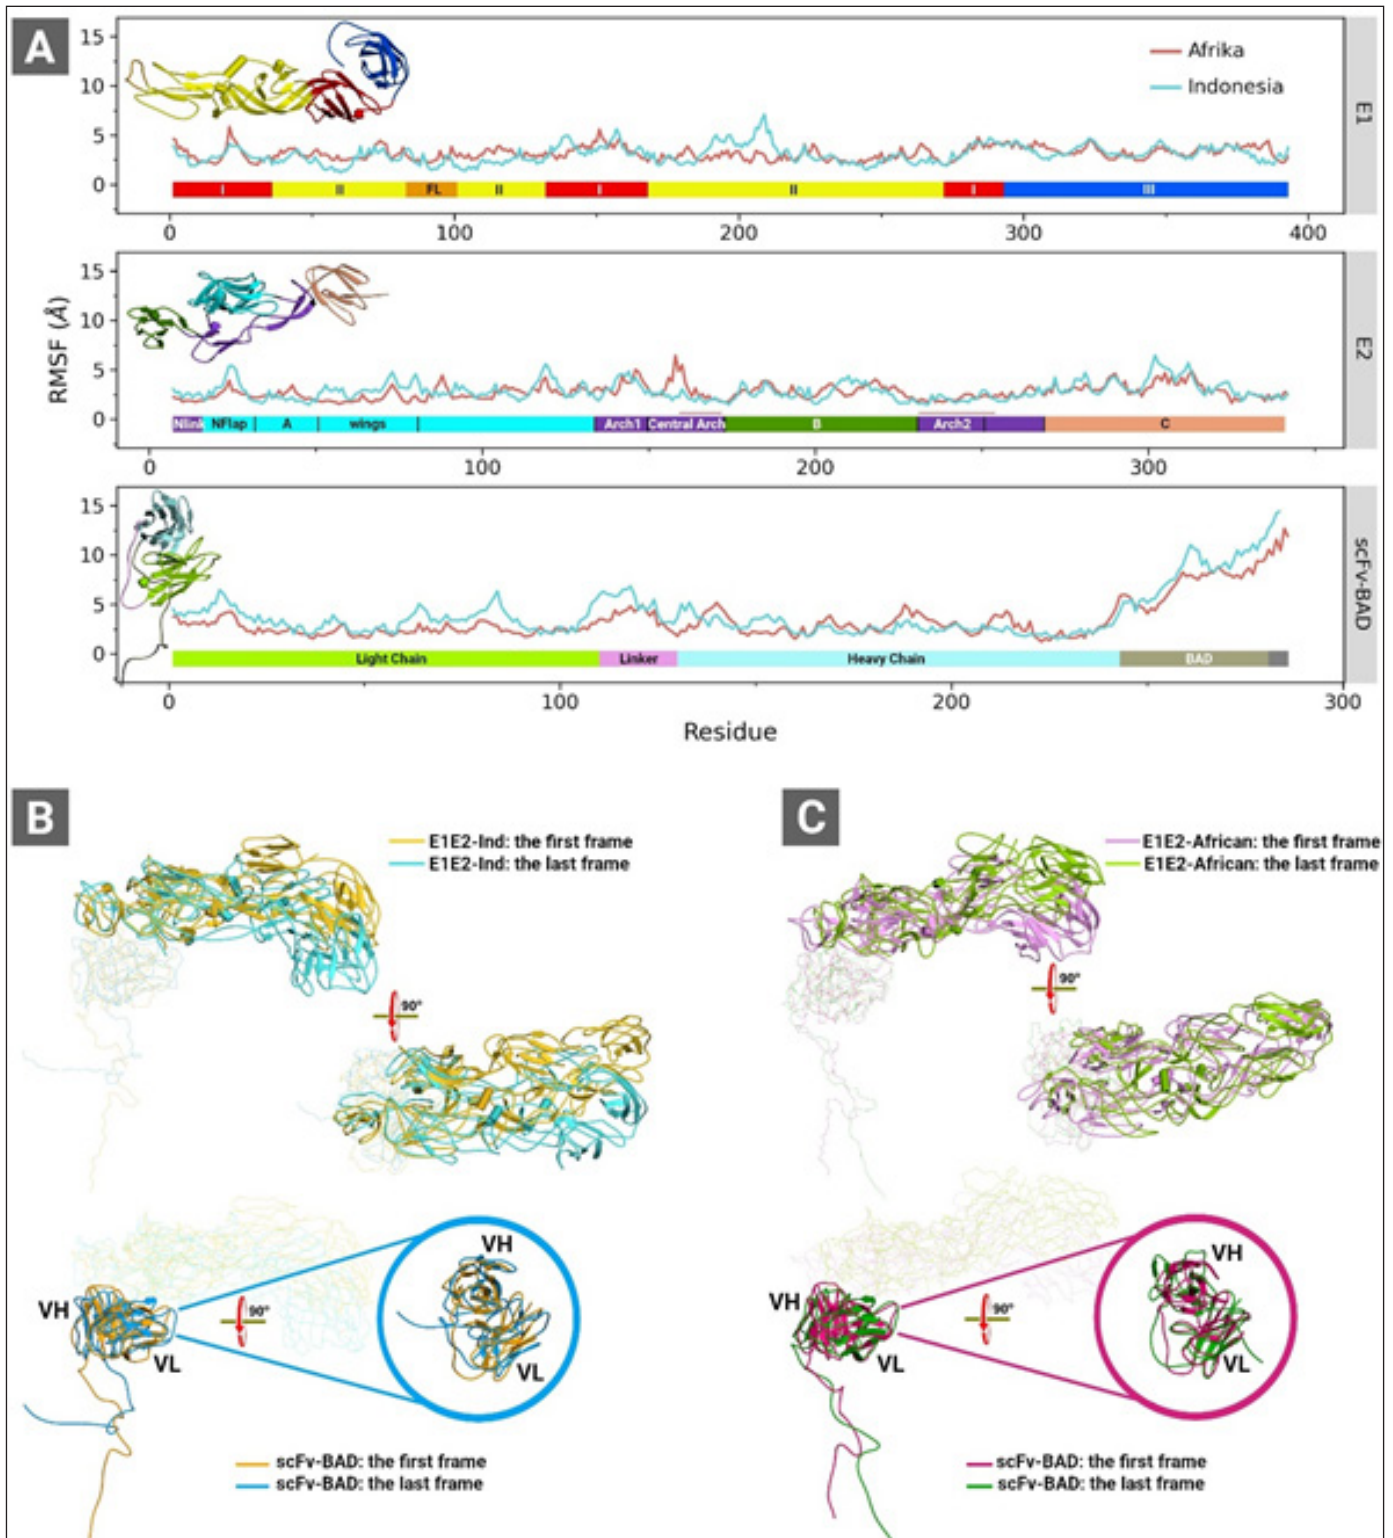 A
15
10
5
0
Afrika
Indonesia
E1
I II FL II I II I III
0 100 200 300 400
RMSF (Å)
15
10
5
0
E2
Nlink NFlap A wings Arch1 Central Arch B Arch2 C
0 100 200 300
15
10
5
0
scFv-BAD
Light Chain Linker Heavy Chain BAD
0 100 200 300
Residue
B
E1E2-Ind: the first frame
E1E2-Ind: the last frame
90°
VH
VL
90°
VH
VL
scFv-BAD: the first frame
scFv-BAD: the last frame
C
E1E2-African: the first frame
E1E2-African: the last frame
90°
VH
VL
90°
VH
VL
scFv-BAD: the first frame
scFv-BAD: the last frame